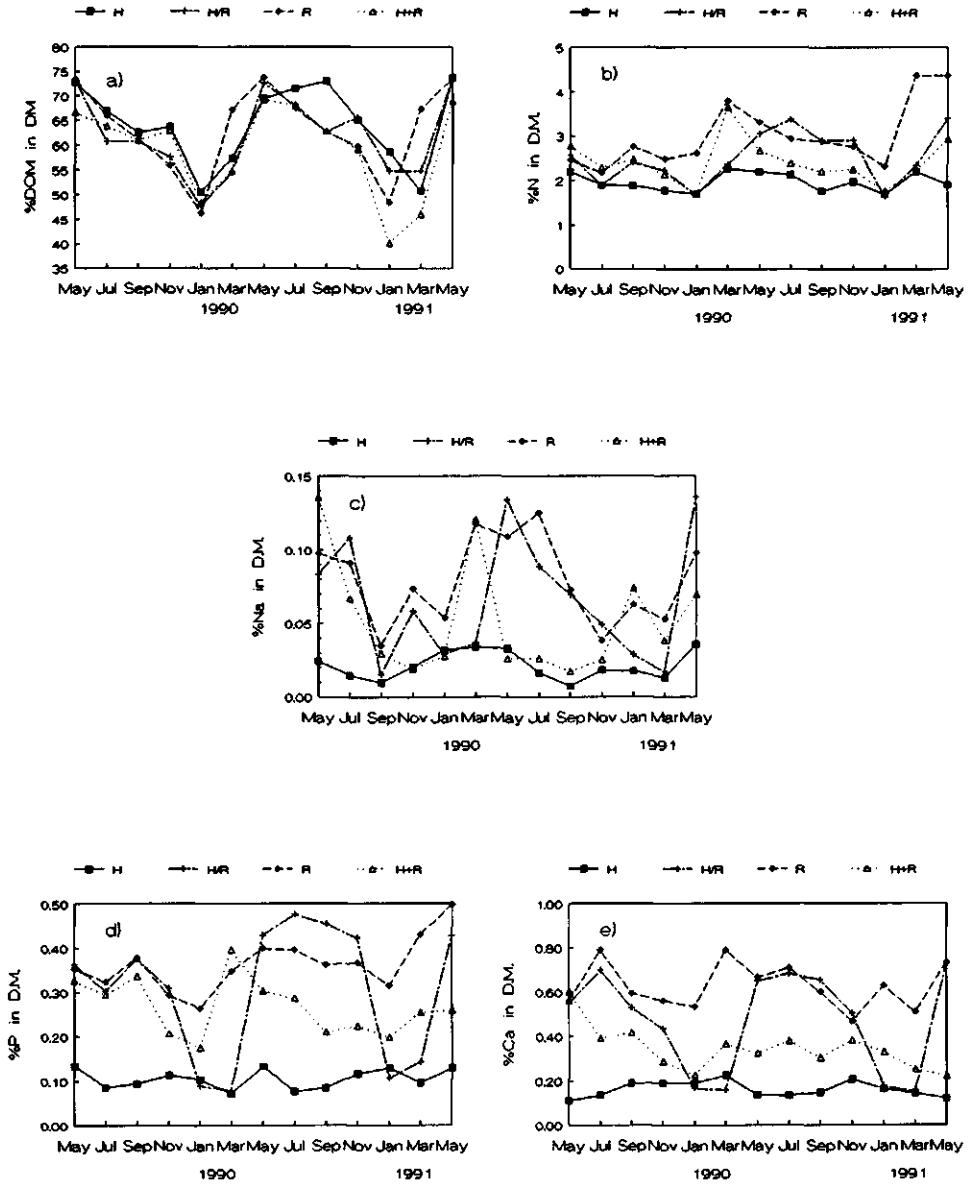 H H/R R H+R
a)
%DOM in DM
80
75
70
65
60
55
50
45
40
35
May Jul Sep Nov Jan Mar May Jul Sep Nov Jan Mar May
1990 1991
H H/R R H+R
b)
%N in D.M.
5
4
3
2
1
0
May Jul Sep Nov Jan Mar May Jul Sep Nov Jan Mar May
1990 1991
H H/R R H+R
c)
%Na in D.M.
0.15
0.10
0.05
0.00
May Jul Sep Nov Jan Mar May Jul Sep Nov Jan Mar May
1990 1991
H H/R R H+R
d)
%P in D.M.
0.50
0.40
0.30
0.20
0.10
0.00
May Jul Sep Nov Jan Mar May Jul Sep Nov Jan Mar May
1990 1991
H H/R R H+R
e)
%Ca in D.M.
1.00
0.80
0.60
0.40
0.20
0.00
May Jul Sep Nov Jan Mar May Jul Sep Nov Jan Mar May
1990 1991